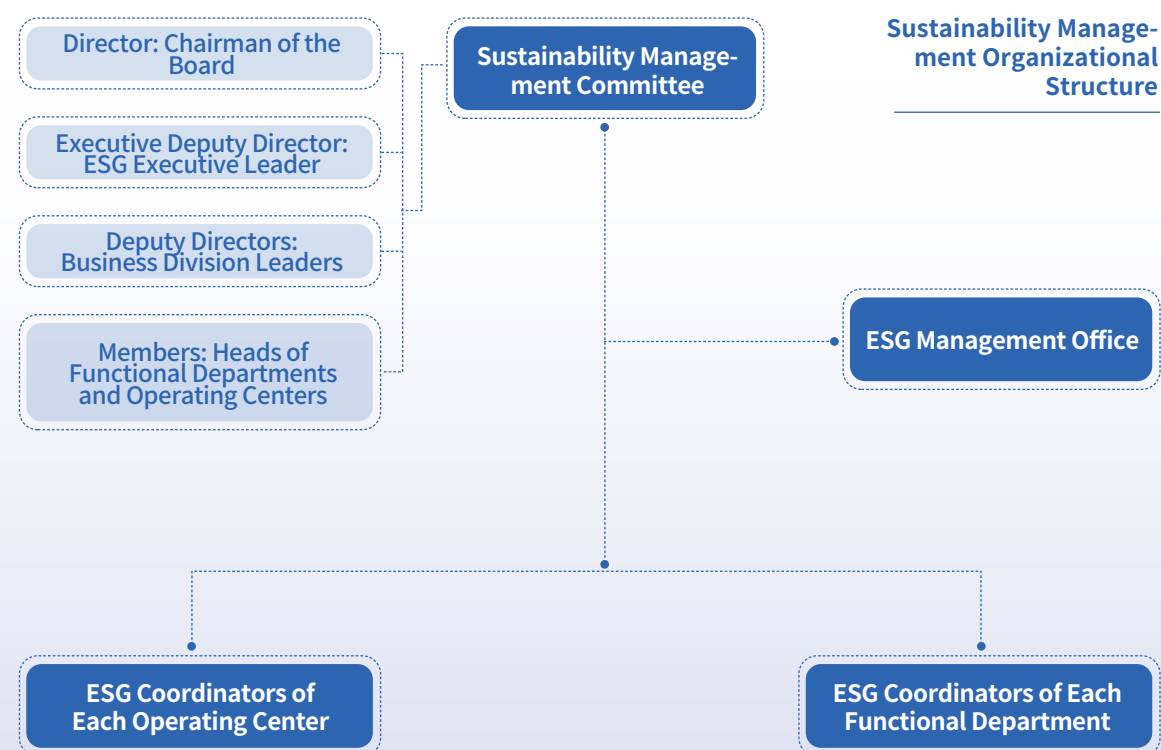 Sustainability Manage-
ment Organizational
Structure
Sustainability Manage-
ment Committee
Director: Chairman of the
Board
Executive Deputy Director:
ESG Executive Leader
Deputy Directors:
Business Division Leaders
Members: Heads of
Functional Departments
and Operating Centers
ESG Management Office
ESG Coordinators of
Each Operating Center
ESG Coordinators of Each
Functional Department